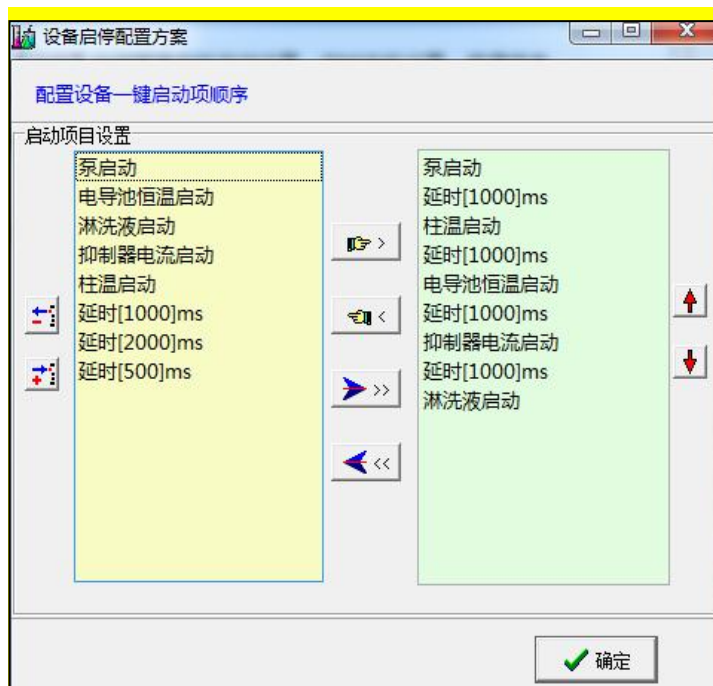 设备启停配置方案
配置设备一键启动项顺序
启动项目设置
泵启动
电导池恒温启动
淋洗液启动
抑制器电流启动
柱温启动
延时[1000]ms
延时[2000]ms
延时[500]ms
>
<
>>
<<
泵启动
延时[1000]ms
柱温启动
延时[1000]ms
电导池恒温启动
延时[1000]ms
抑制器电流启动
延时[1000]ms
淋洗液启动
确定